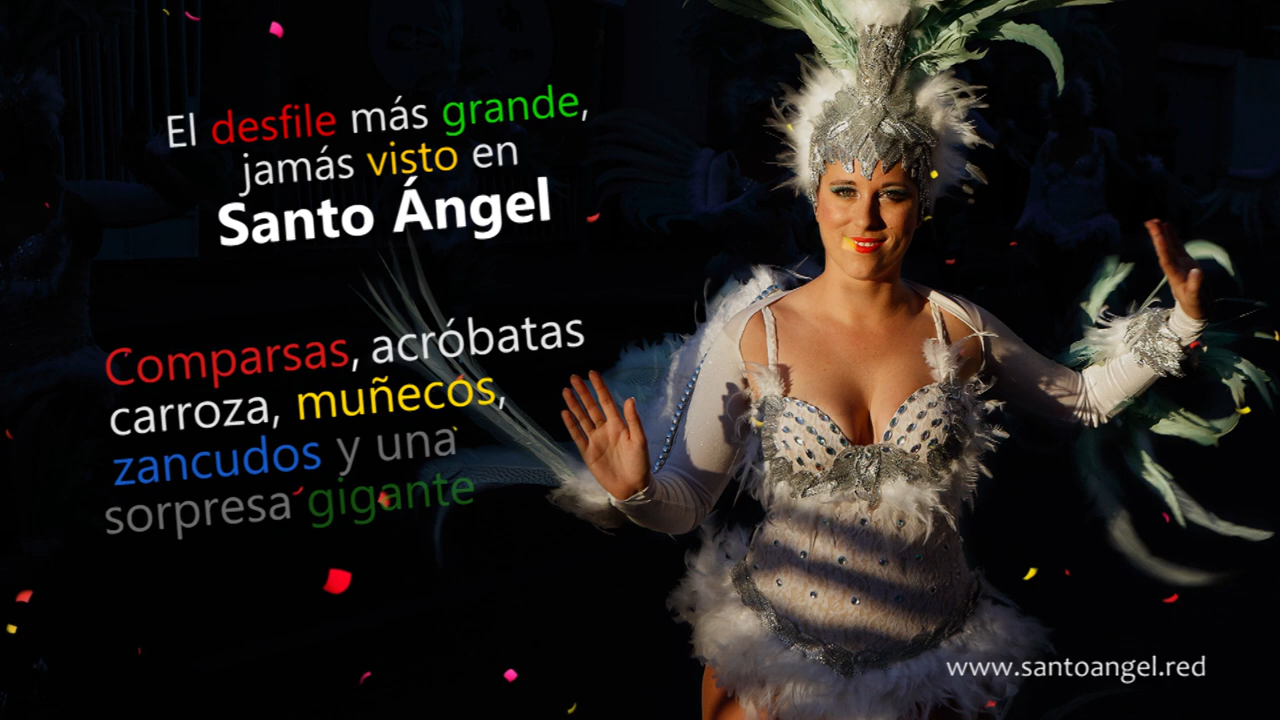 El desfile más grande,
jamás visto en
Santo Ángel
Comparsas, acróbatas
carroza, muñecos,
zancudos y una
sorpresa gigante
www.santoangel.red